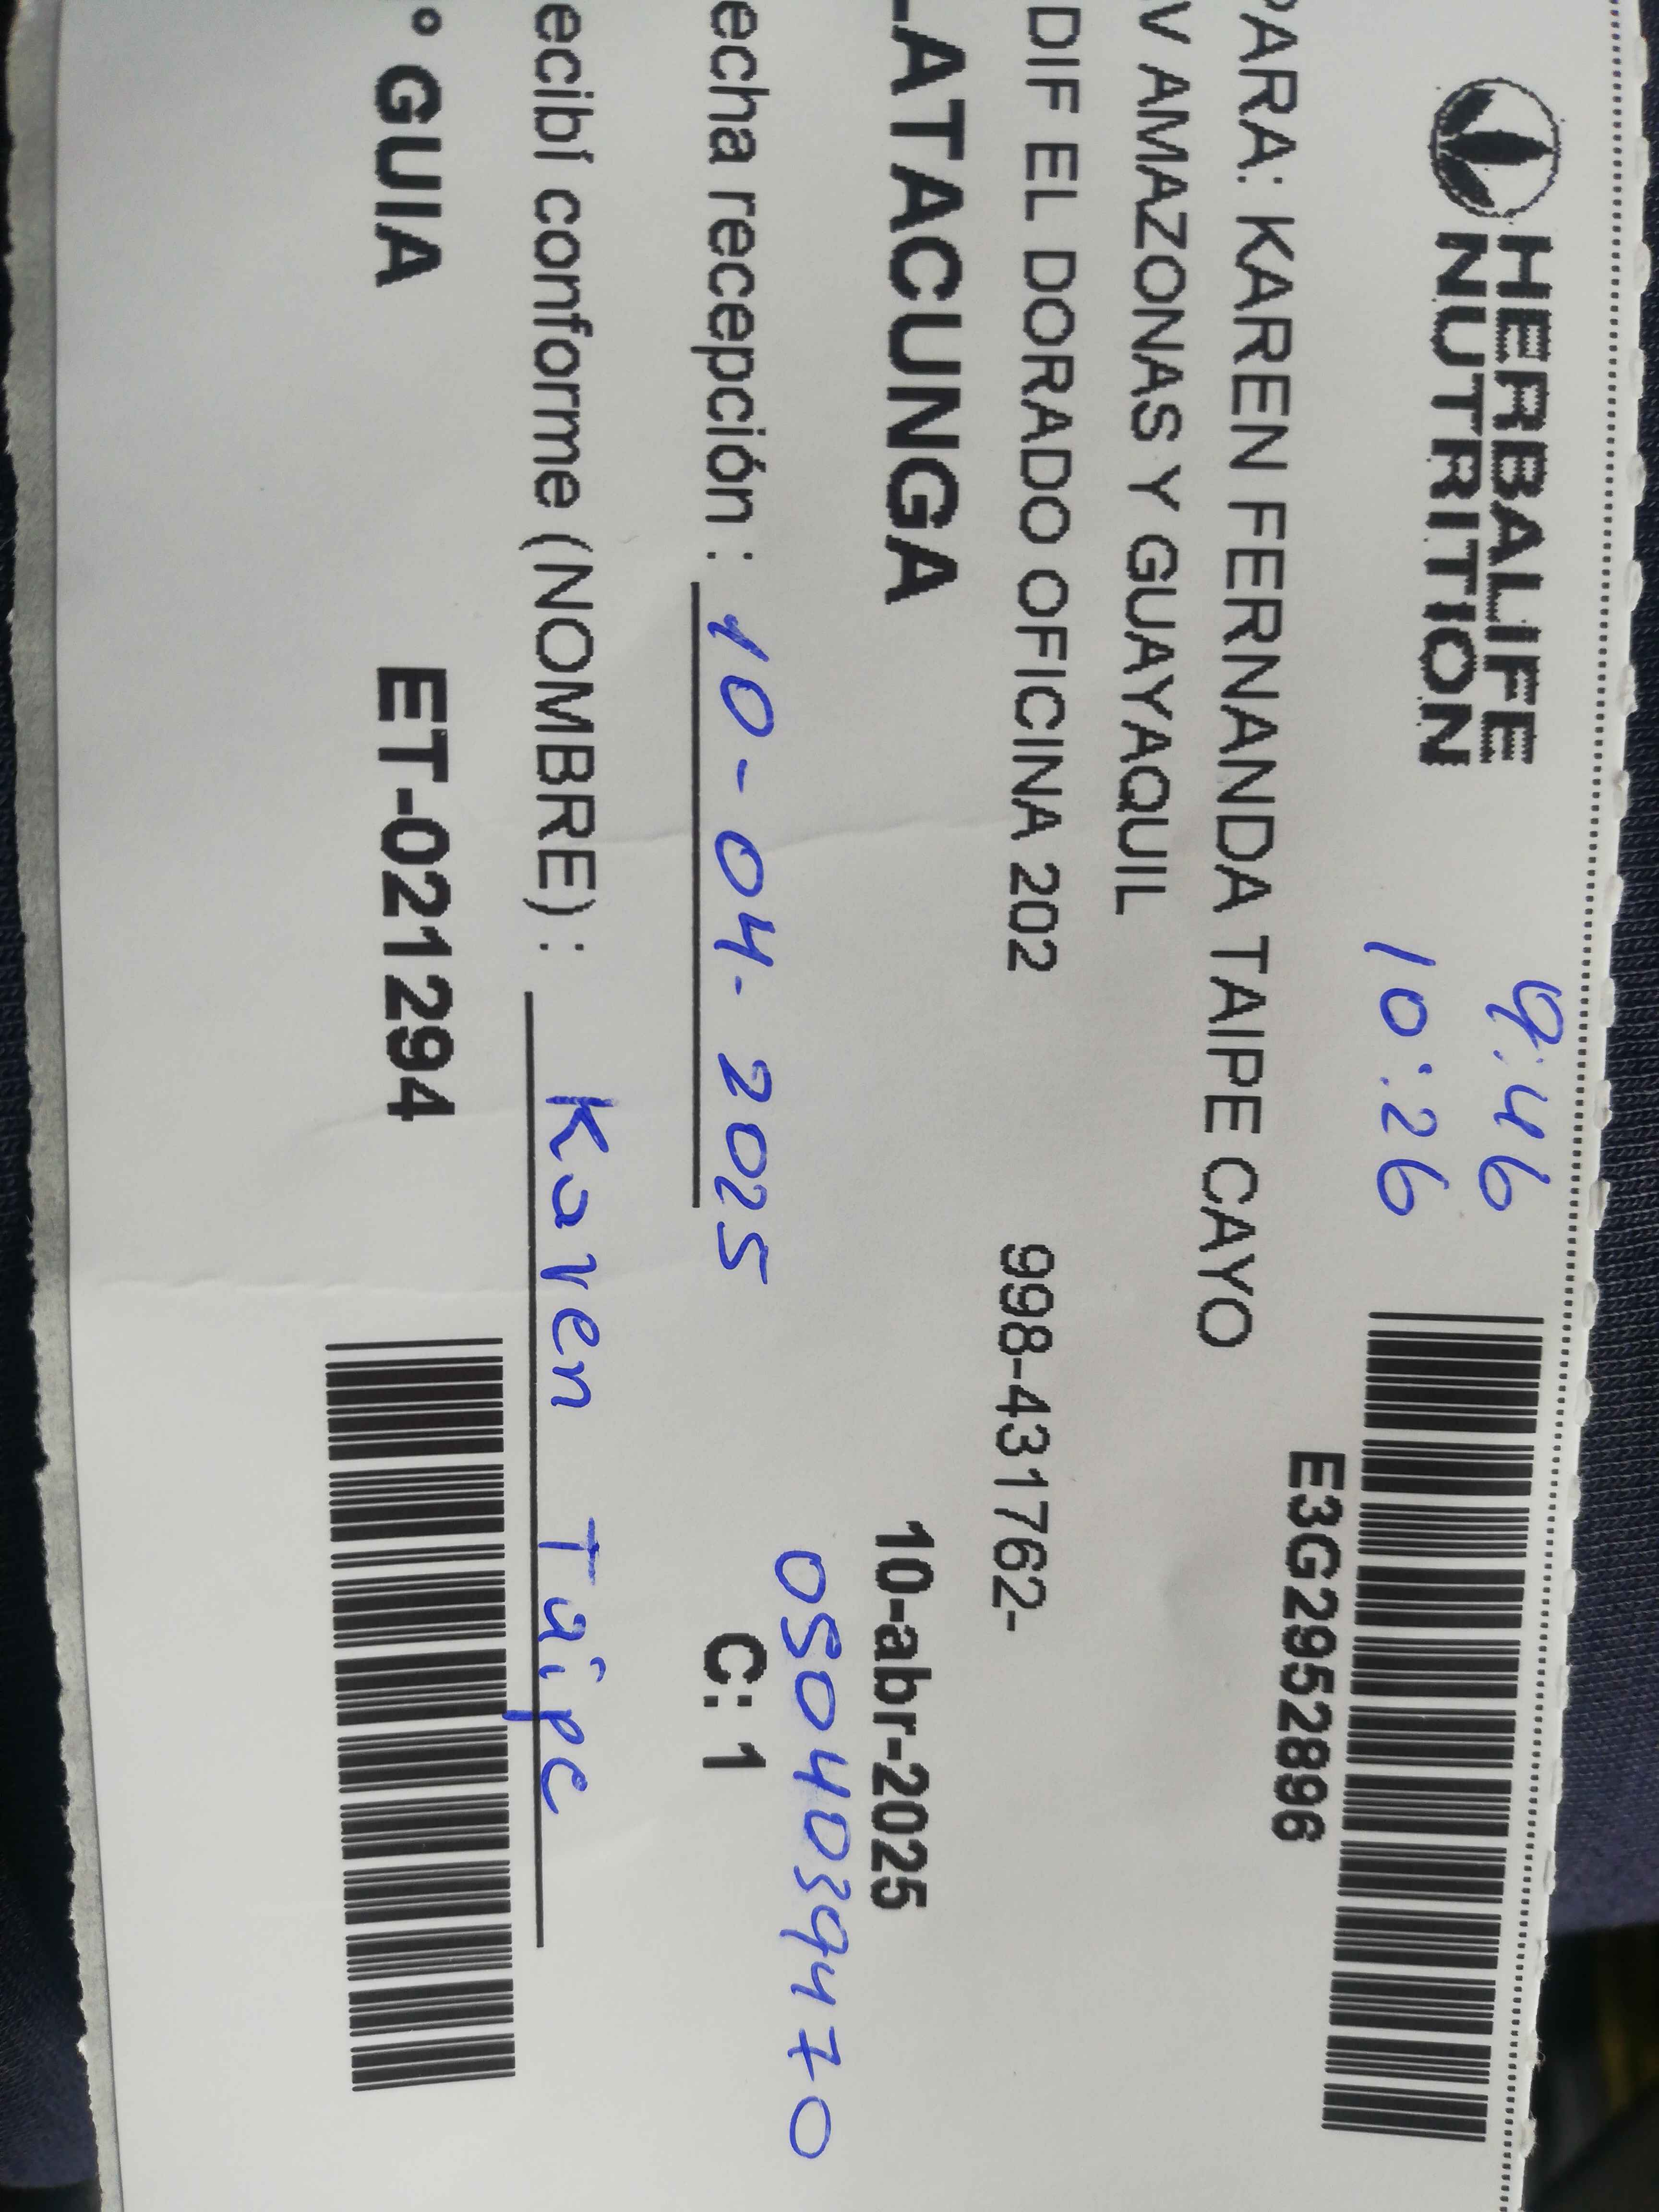 HERBALIFE
NUTRITION
9:46
10:26
E3G2952896
PARA: KAREN FERNANDA TAIPE CAYO
V AMAZONAS Y GUAYAQUIL
DIF EL DORADO OFICINA 202 998-431762-
LATACUNGA 10-abr-2025
0504039470
echa recepción : 10-04-2025 C: 1
ecibí conforme (NOMBRE) : Karen Taipe
° GUIA ET-021294